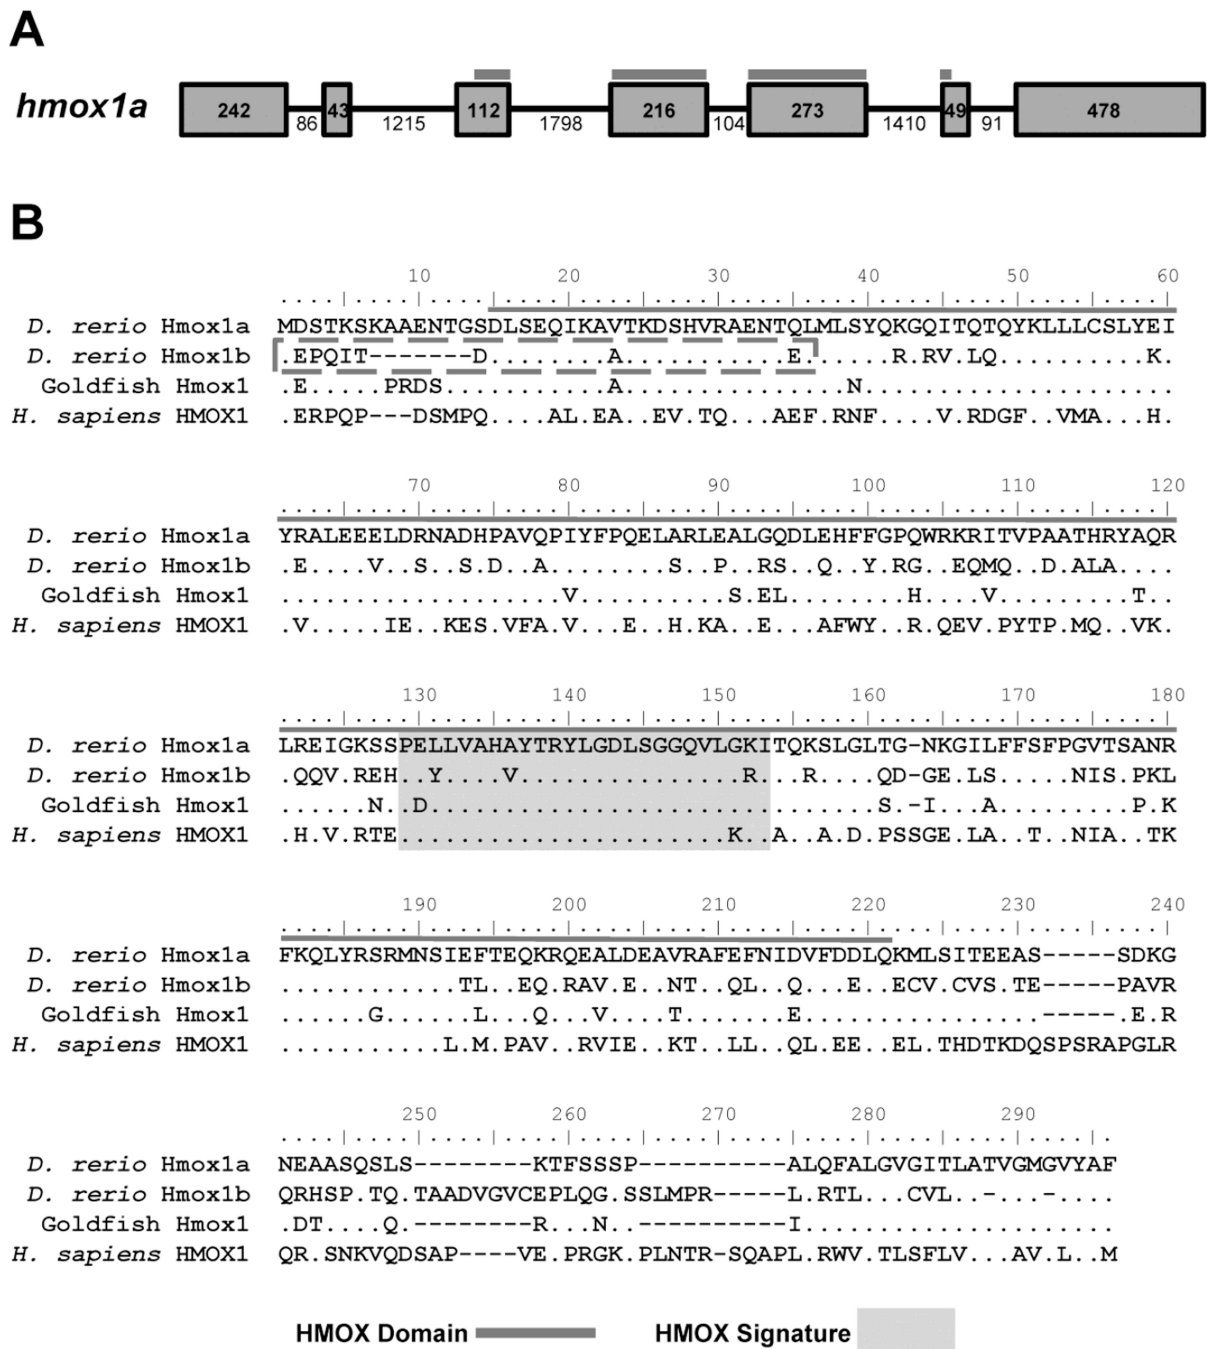 A
hmox1a 242 43 112 216 273 49 478
86 1215 1798 104 1410 91
B
10 20 30 40 50 60
D. rerio Hmox1a MDSTKSKAAENTGSDLSEQIKAVTKDSHVRAENTQLMLSYQKGQITQTQYKLLLCSLYEI
D. rerio Hmox1b .EPQIT-------D........A...........E......R.RV.LQ..........K.
Goldfish Hmox1 .E.....PRDS...........A...............N.....................
H. sapiens HMOX1 .ERPQP---DSMPQ....AL.EA..EV.TQ...AEF.RNF....V.RDGF..VMA...H.
70 80 90 100 110 120
D. rerio Hmox1a YRALEEELDRNADHPAVQPIYFPQELARLEALGQDLEHFFGPQWRKRITVPAATHRYAQR
D. rerio Hmox1b .E....V..S..S.D..A........S..P..RS..Q..Y.RG..EQMQ..D.ALA....
Goldfish Hmox1 ...................V..........S.EL........H....V.........T..
H. sapiens HMOX1 .V.....IE..KES.VFA.V...E..H.KA..E...AFWY..R.QEV.PYTP.MQ..VK.
130 140 150 160 170 180
D. rerio Hmox1a LREIGKSSPELLVAHAYTRYLGDLSGGQVLGKITQKSLGLTG-NKGILFFSFPGVTSANR
D. rerio Hmox1b .QQV.REH..Y....V...............R...R....QD-GE.LS.....NIS.PKL
Goldfish Hmox1 ......N..D..............................S.-I...A.........P.K
H. sapiens HMOX1 .H.V.RTE......................K..A..A.D.PSSGE.LA..T..NIA..TK
190 200 210 220 230 240
D. rerio Hmox1a FKQLYRSRMNSIEFTEQKRQEALDEAVRAFEFNIDVFDDLQKMLSITEEAS-----SDKG
D. rerio Hmox1b ............TL..EQ.RAV.E..NT..QL..Q...E..ECV.CVS.TE-----PAVR
Goldfish Hmox1 ......G......L...Q...V....T.......E................-----.E.R
H. sapiens HMOX1 ...........L.M.PAV..RVIE..KT..LL..QL.EE..EL.THDTKDQSPSRAPGLR
250 260 270 280 290
D. rerio Hmox1a NEAASQSLS--------KTFSSSP----------ALQFALGVGITLATVGMGVYAF
D. rerio Hmox1b QRHSP.TQ.TAADVGVCEPLQG.SSLMPR-----L.RTL...CVL..-...-....
Goldfish Hmox1 .DT....Q.--------R...N..----------I.....................
H. sapiens HMOX1 QR.SNKVQDSAP----VE.PRGK.PLNTR-SQAPL.RWV.TLSFLV...AV.L..M
HMOX Domain HMOX Signature